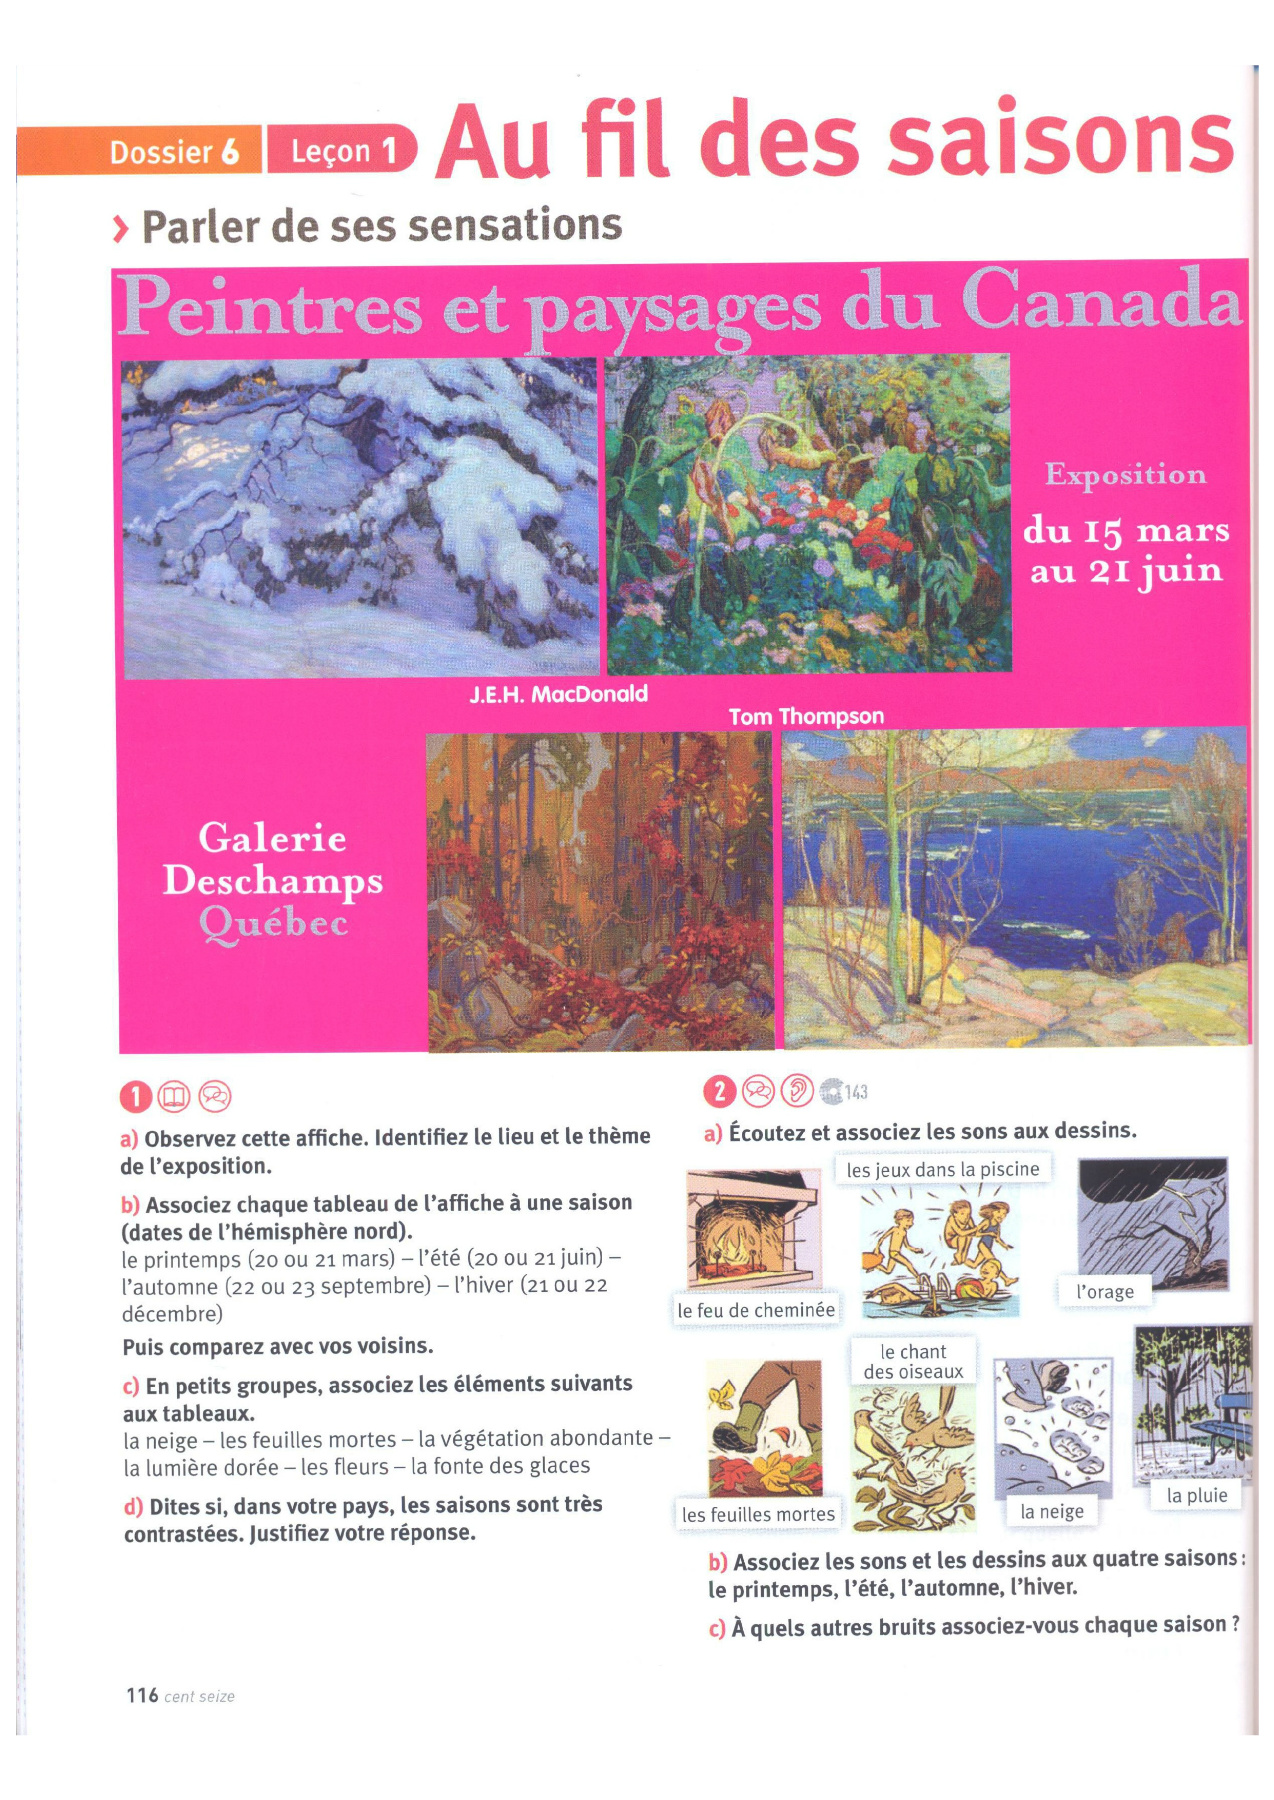 Dossier 6
Leçon 1
Au fil des saisons
› Parler de ses sensations
Peintres et paysages du Canada
Exposition
du 15 mars
au 21 juin
J.E.H. MacDonald
Tom Thompson
Galerie
Deschamps
Québec
1
a) Observez cette affiche. Identifiez le lieu et le thème
de l'exposition.
b) Associez chaque tableau de l'affiche à une saison
(dates de l'hémisphère nord).
le printemps (20 ou 21 mars) – l'été (20 ou 21 juin) –
l'automne (22 ou 23 septembre) – l'hiver (21 ou 22
décembre)
Puis comparez avec vos voisins.
c) En petits groupes, associez les éléments suivants
aux tableaux.
la neige – les feuilles mortes – la végétation abondante –
la lumière dorée – les fleurs – la fonte des glaces
d) Dites si, dans votre pays, les saisons sont très
contrastées. Justifiez votre réponse.
2
143
a) Écoutez et associez les sons aux dessins.
les jeux dans la piscine
le feu de cheminée
l'orage
le chant
des oiseaux
les feuilles mortes
la neige
la pluie
b) Associez les sons et les dessins aux quatre saisons :
le printemps, l'été, l'automne, l'hiver.
c) À quels autres bruits associez-vous chaque saison ?
116 cent seize